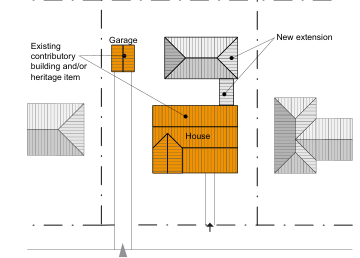 Garage
New extension
Existing
contributory
building and/or
heritage item
House